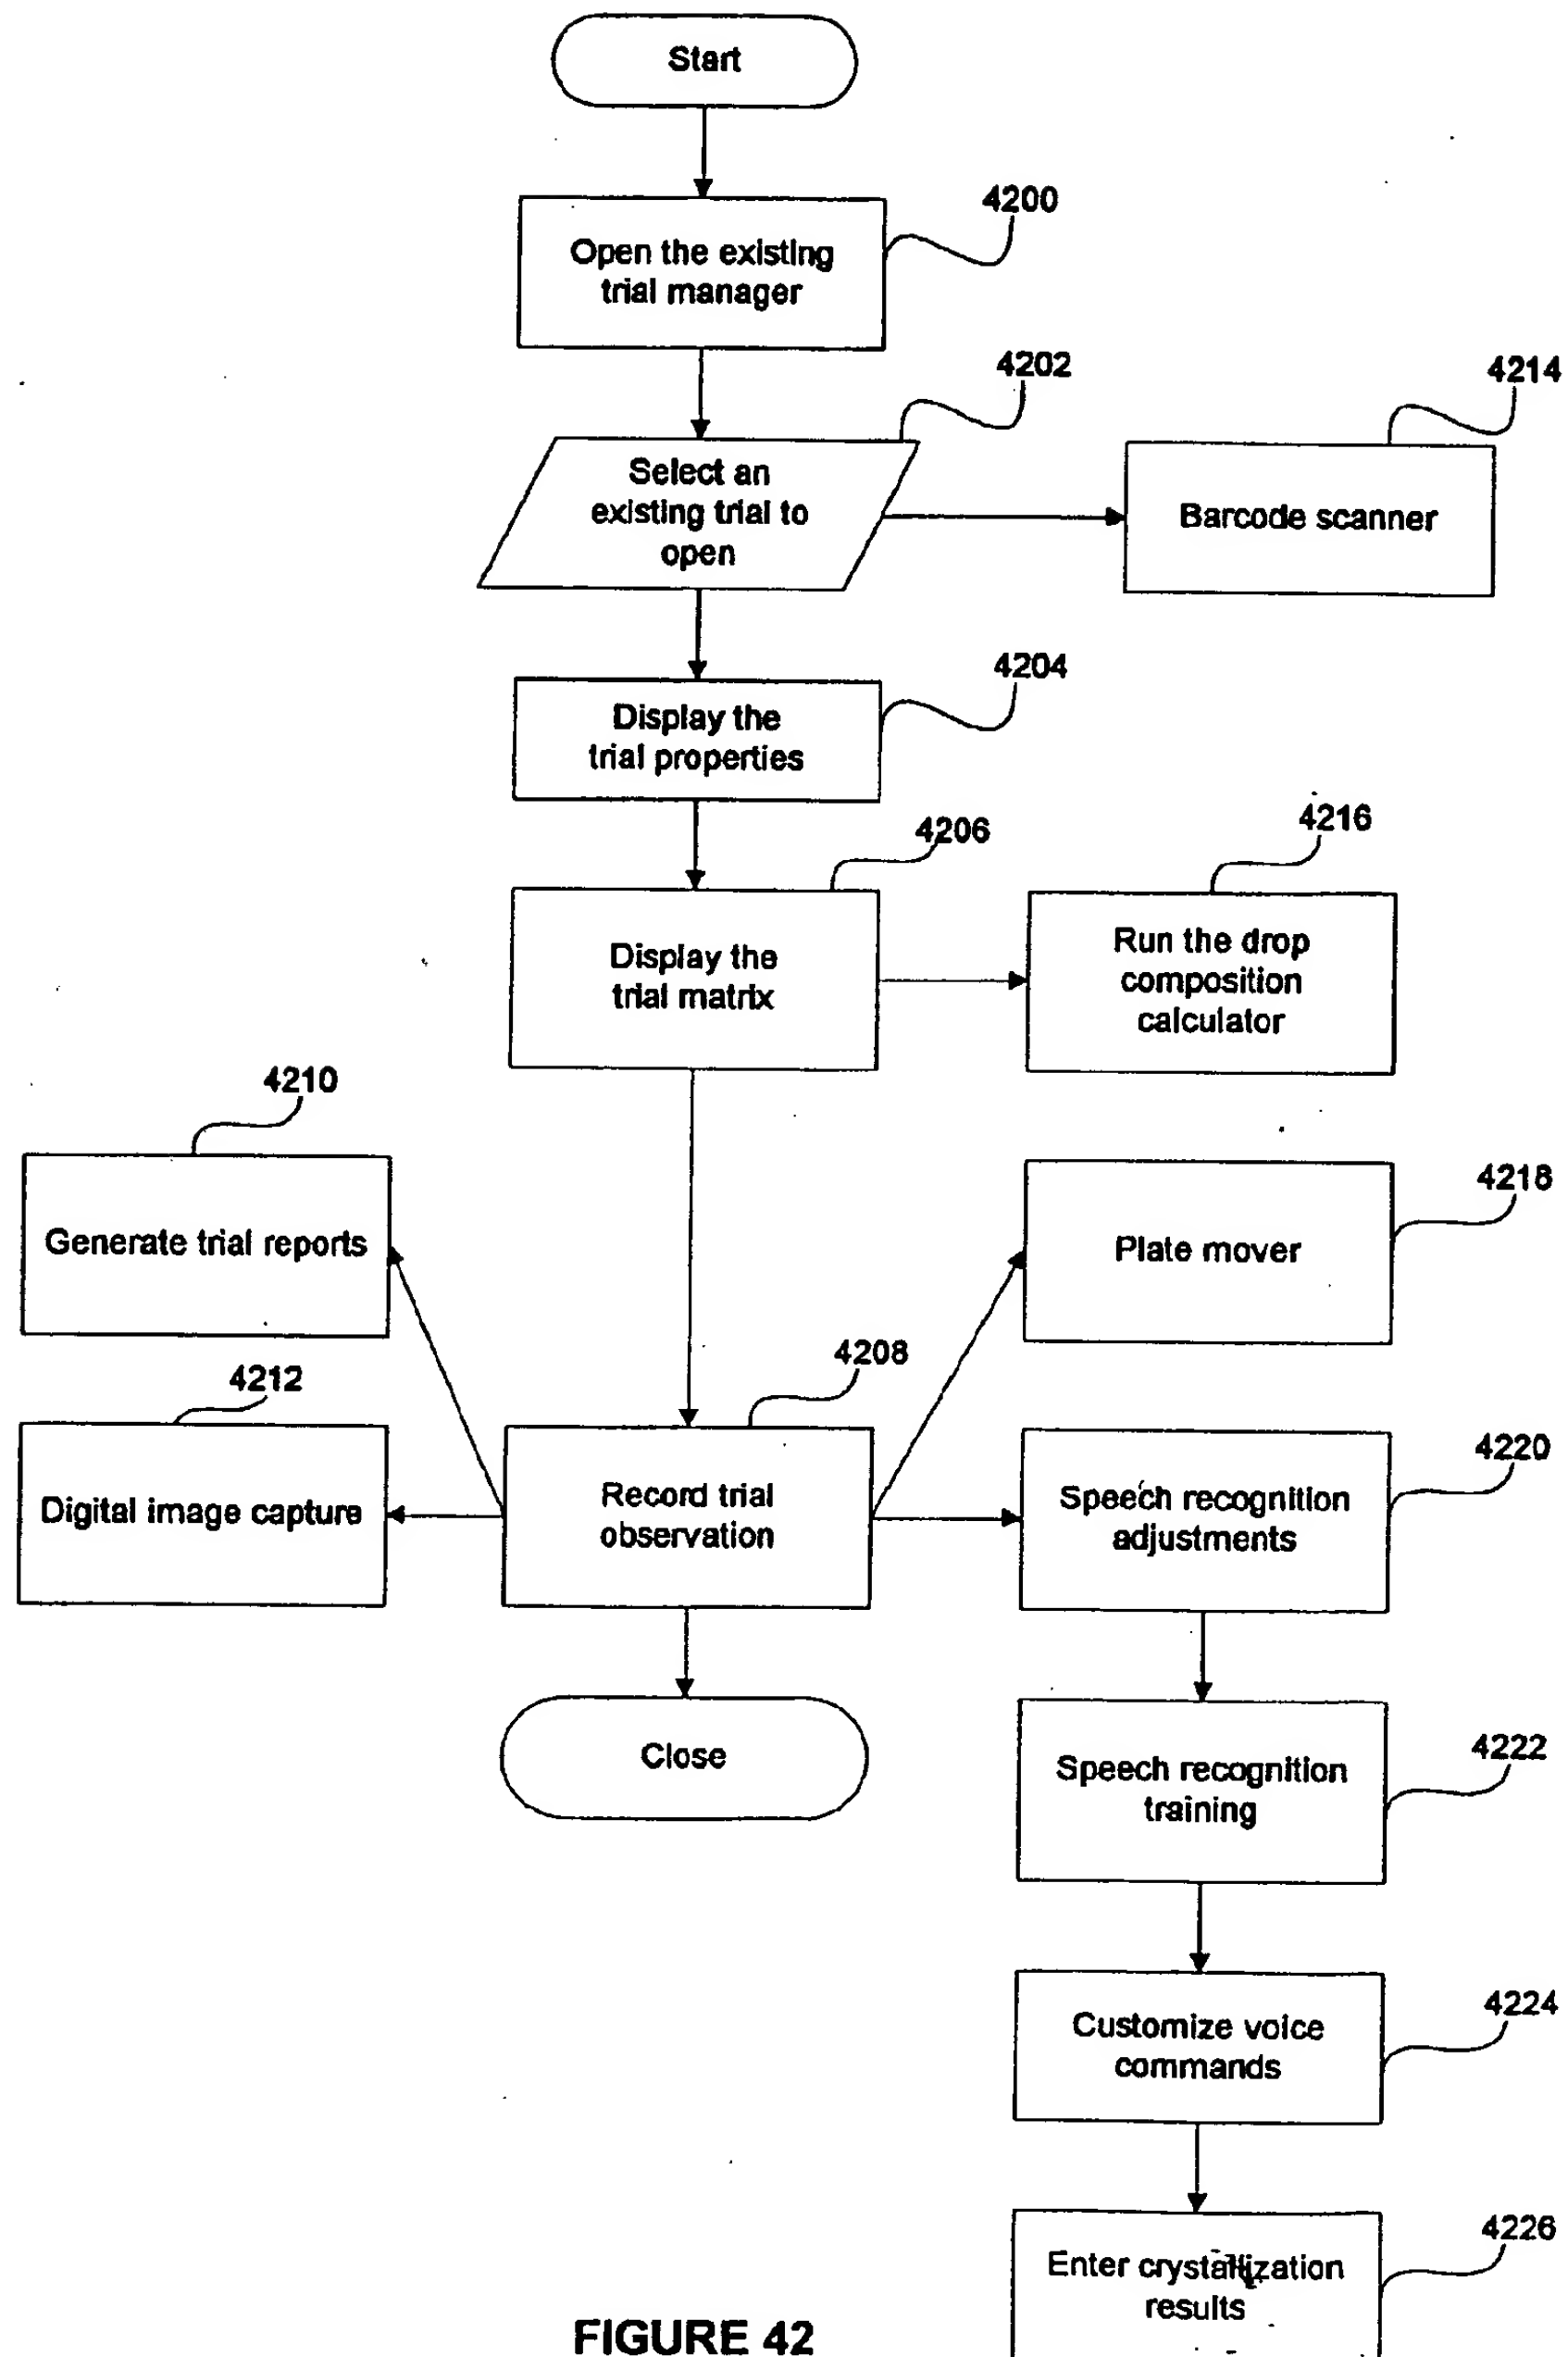 Start
4200
Open the existing
trial manager
4202
4214
Select an
existing trial to
open
Barcode scanner
4204
Display the
trial properties
4206
4216
Display the
trial matrix
Run the drop
composition
calculator
4210
4218
Generate trial reports
Plate mover
4208
4212
4220
Digital image capture
Record trial
observation
Speech recognition
adjustments
4222
Close
Speech recognition
training
4224
Customize voice
commands
4226
Enter crystallization
results
FIGURE 42